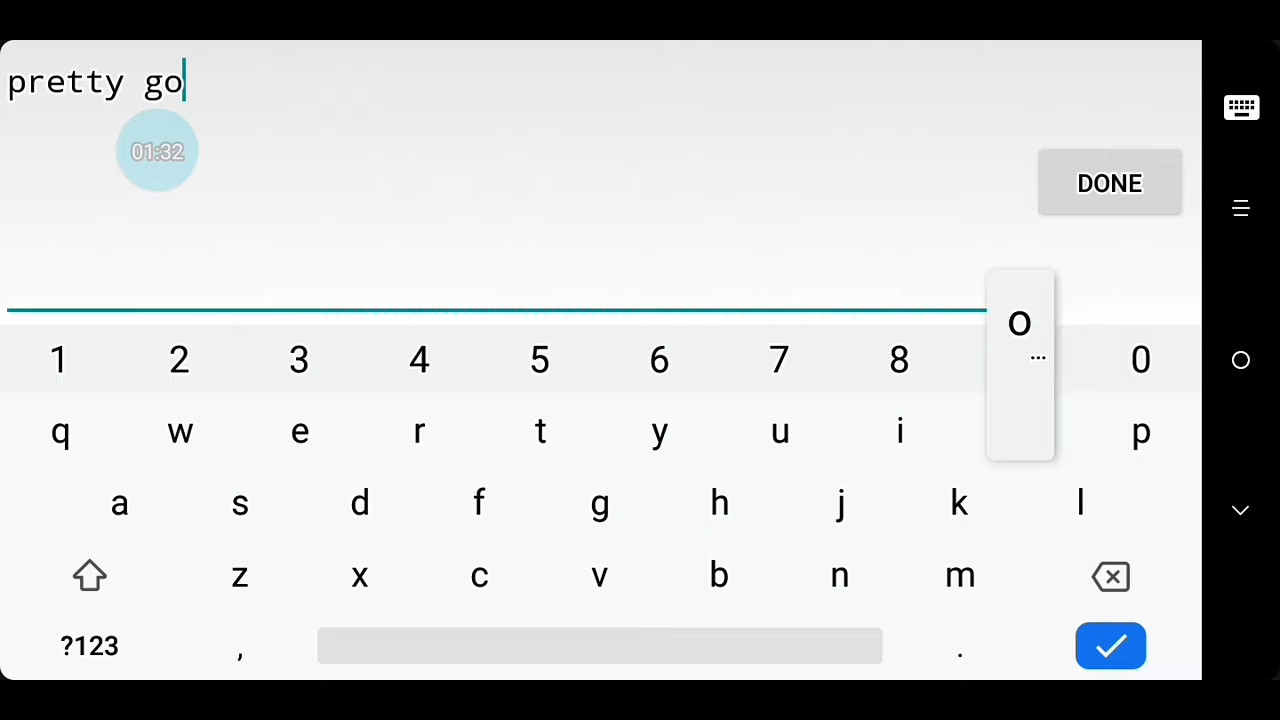 pretty go
01:32
DONE
o
...
1 2 3 4 5 6 7 8 0
q w e r t y u i p
a s d f g h j k l
z x c v b n m
?123 , .